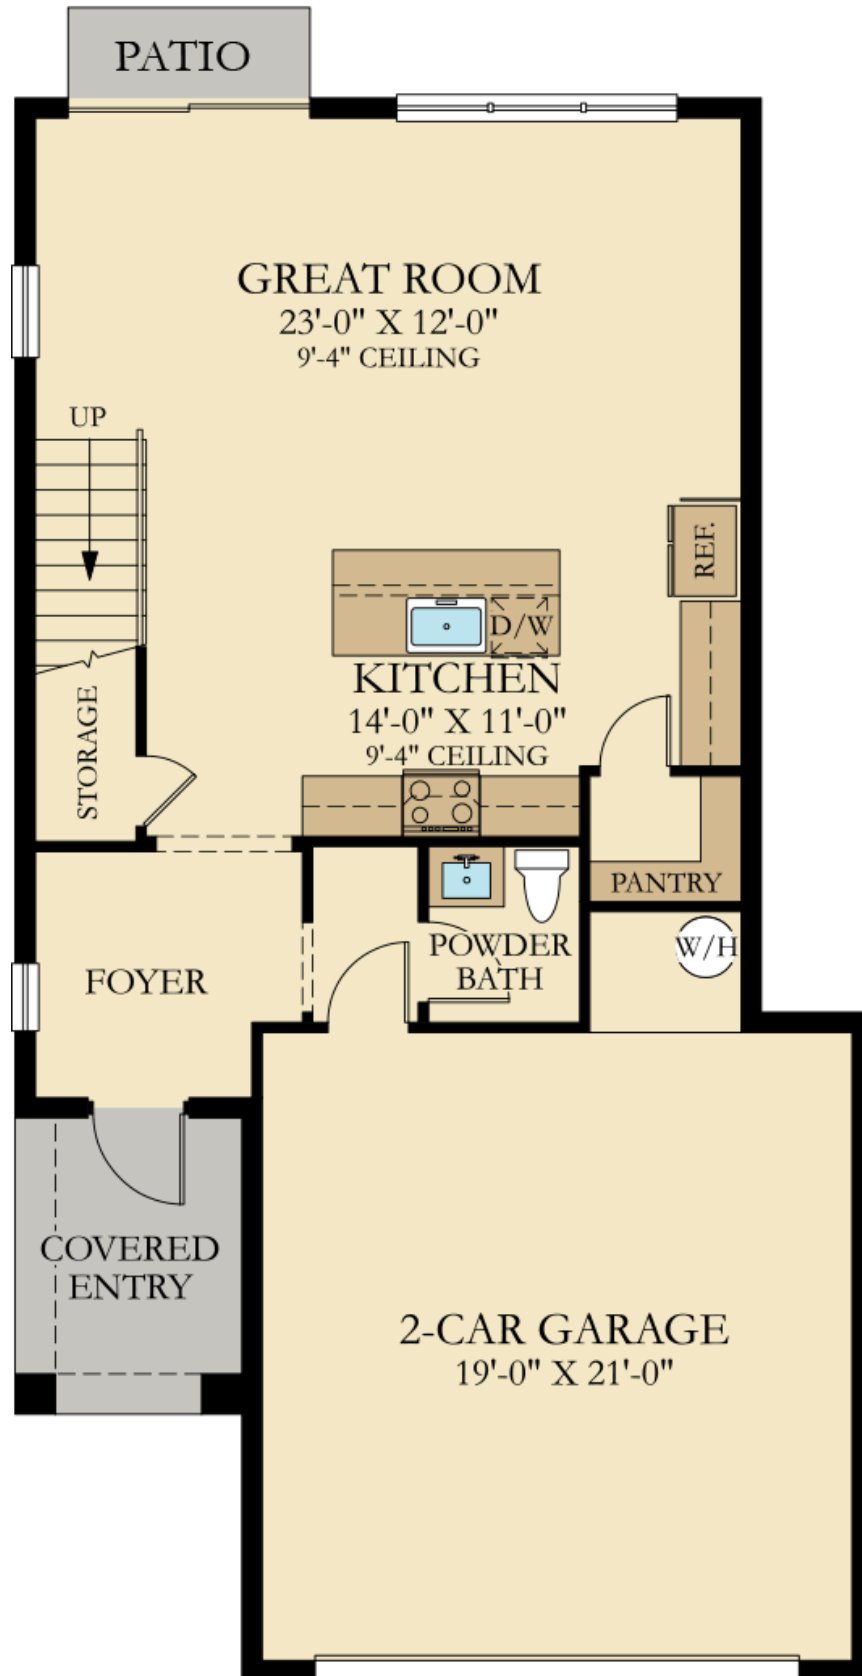 PATIO
GREAT ROOM
23'-0" X 12'-0"
9'-4" CEILING
UP
REF.
D/W
KITCHEN
14'-0" X 11'-0"
9'-4" CEILING
STORAGE
PANTRY
POWDER
BATH
W/H
FOYER
COVERED
ENTRY
2-CAR GARAGE
19'-0" X 21'-0"